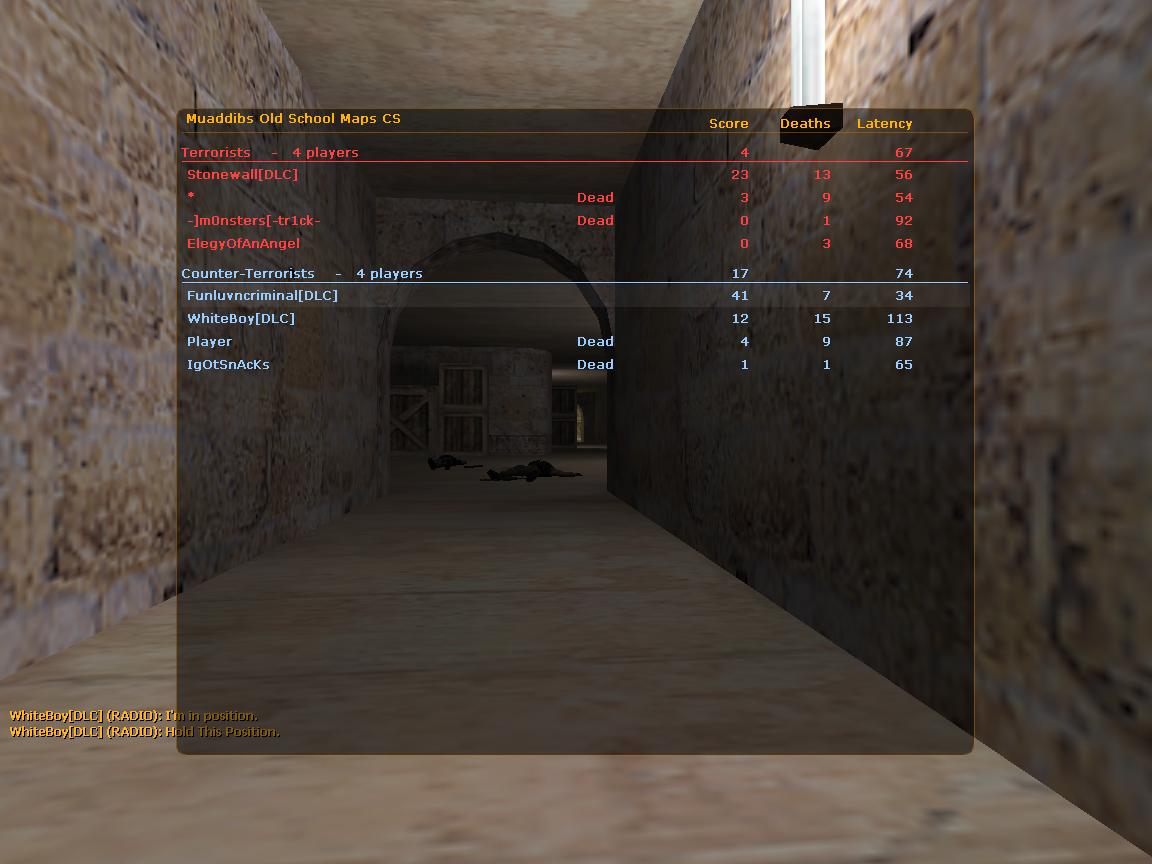 Muaddibs Old School Maps CS Score Deaths Latency
Terrorists - 4 players 4 67
Stonewall[DLC] 23 13 56
* Dead 3 9 54
-]m0nsters[-tr1ck- Dead 0 1 92
ElegyOfAnAngel 0 3 68
Counter-Terrorists - 4 players 17 74
Funluvncriminal[DLC] 41 7 34
WhiteBoy[DLC] 12 15 113
Player Dead 4 9 87
IgOtSnAcKs Dead 1 1 65
WhiteBoy[DLC] (RADIO): I'm in position.
WhiteBoy[DLC] (RADIO): Hold This Position.